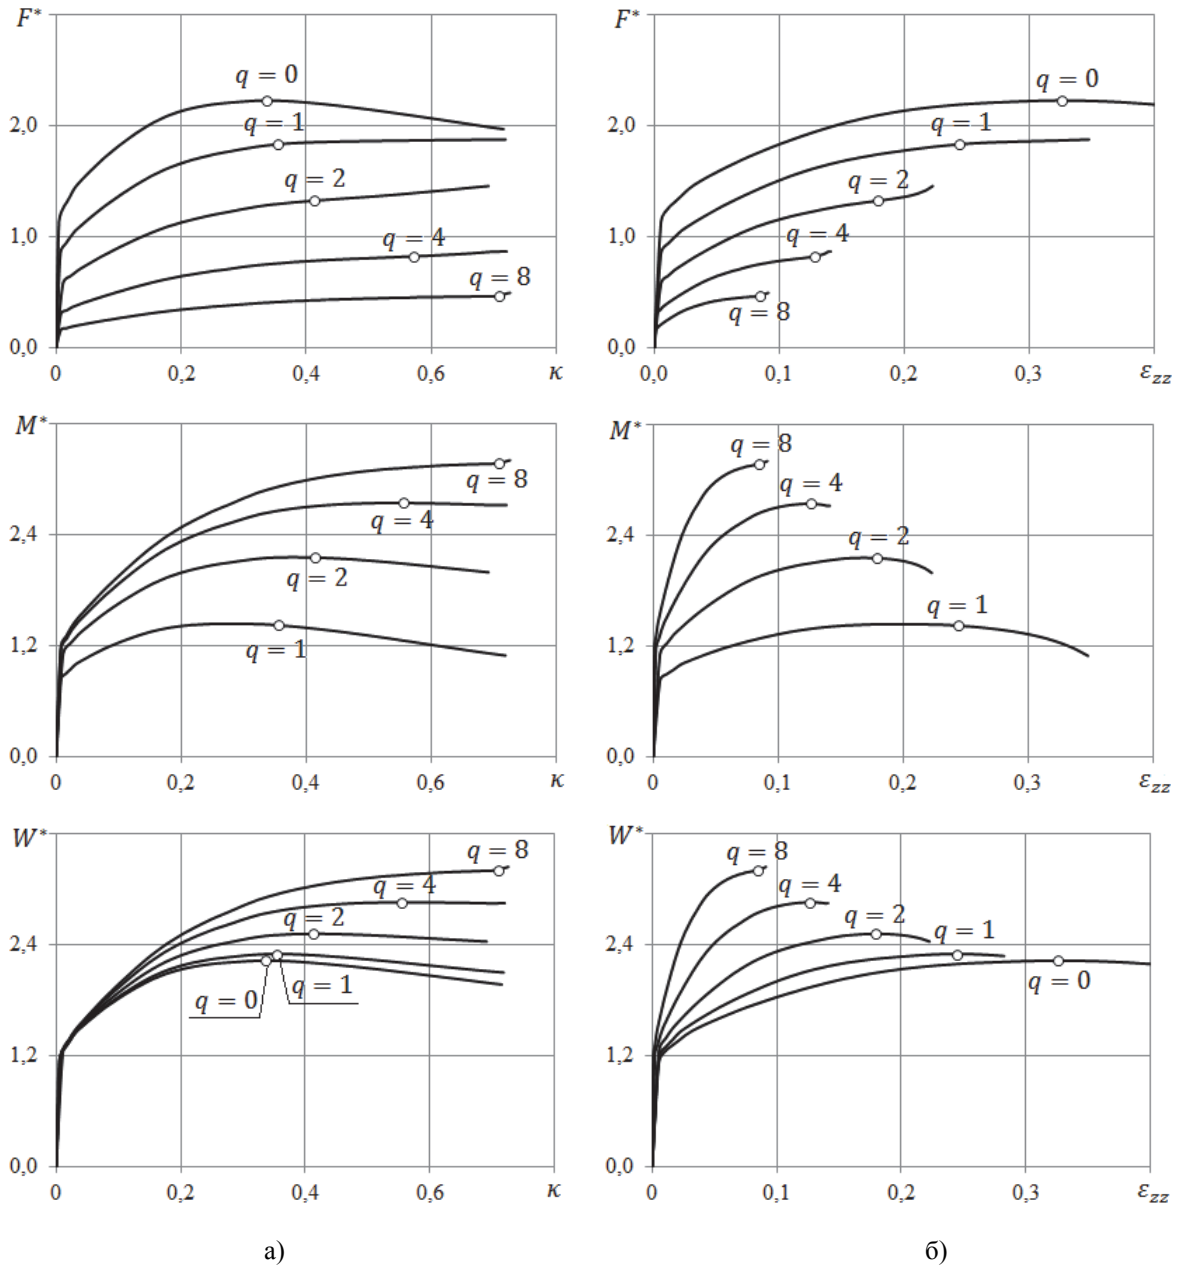 F*
q = 0
2,0
q = 1
q = 2
1,0
q = 4
q = 8
0,0
0
0,2
0,4
0,6
κ
F*
q = 0
2,0
q = 1
q = 2
1,0
q = 4
q = 8
0,0
0,0
0,1
0,2
0,3
ε_zz
M*
q = 8
2,4
q = 4
q = 2
1,2
q = 1
0,0
0
0,2
0,4
0,6
κ
M*
q = 8
q = 4
2,4
q = 2
q = 1
1,2
0,0
0
0,1
0,2
0,3
ε_zz
W*
q = 8
q = 4
q = 2
2,4
q = 0
q = 1
1,2
0,0
0
0,2
0,4
0,6
κ
W*
q = 8
q = 4
q = 2
q = 1
2,4
q = 0
1,2
0,0
0
0,1
0,2
0,3
ε_zz
а)
б)